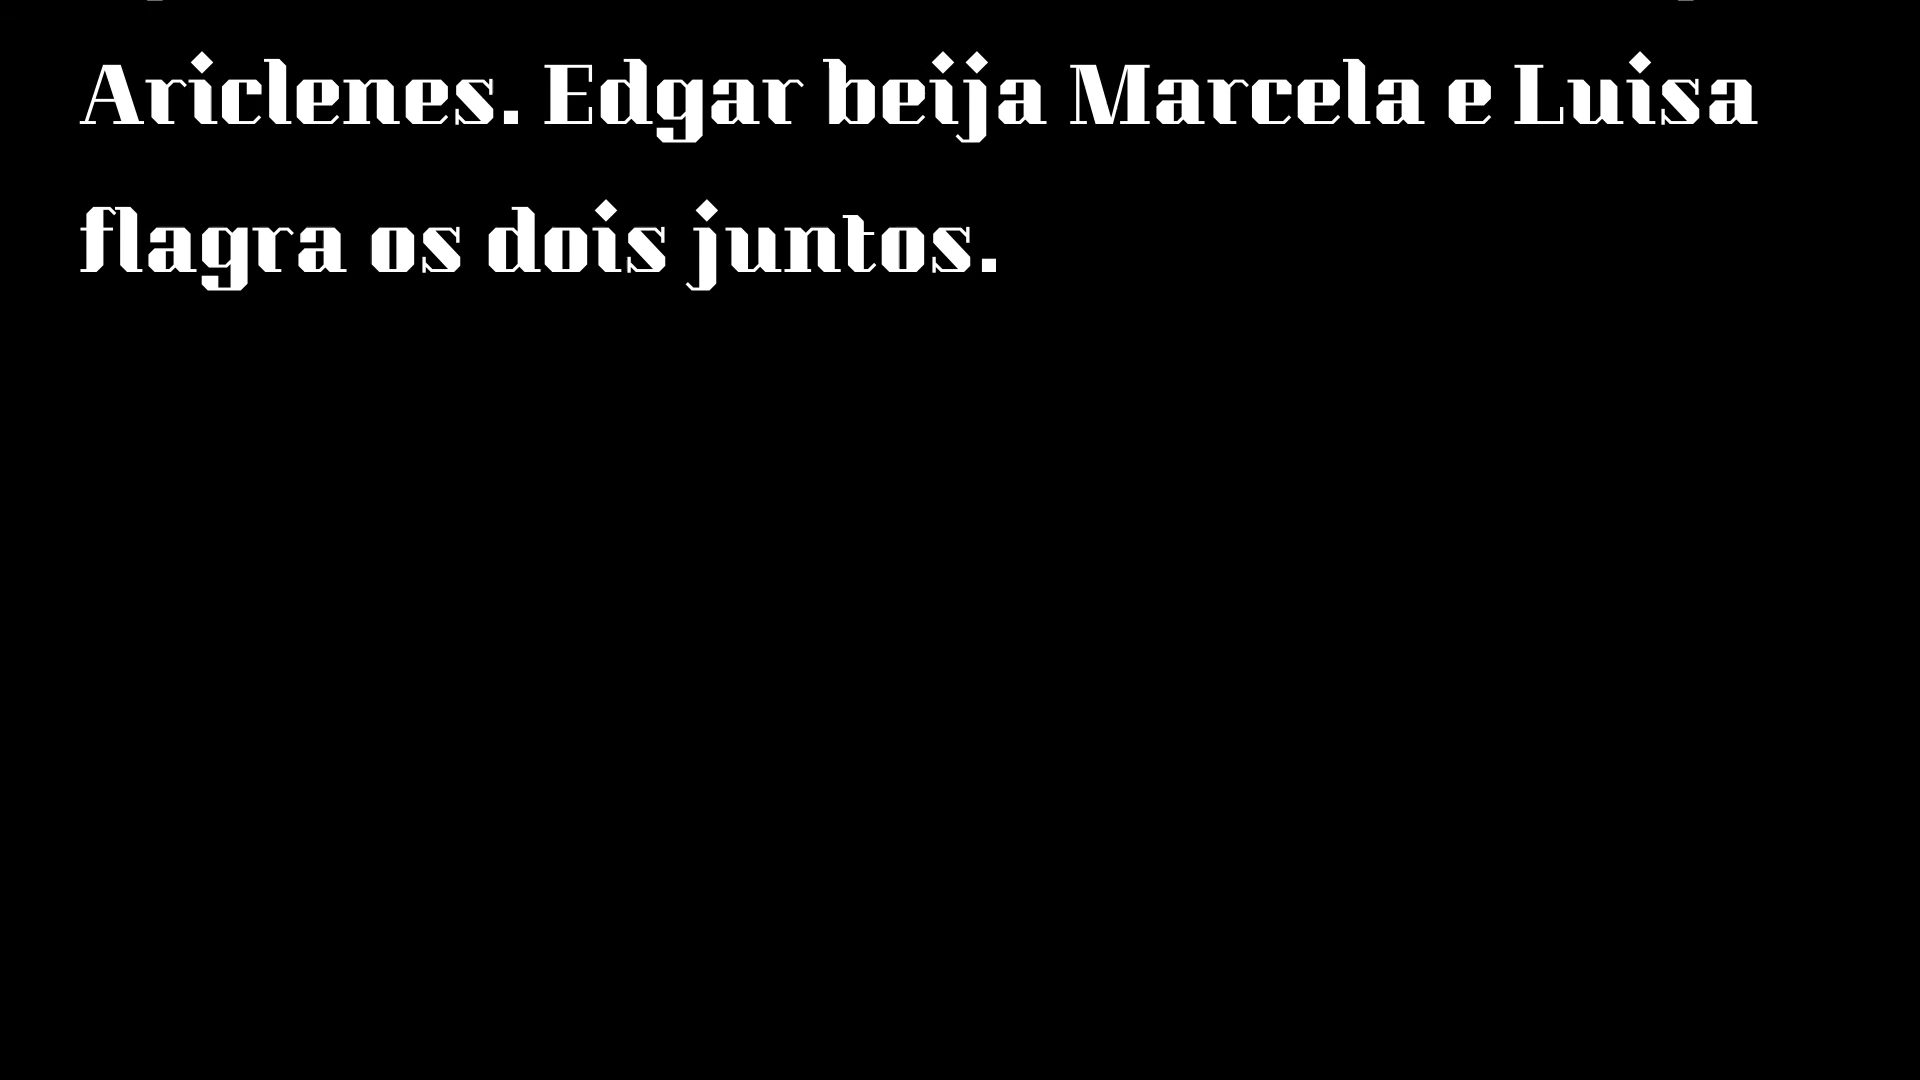 Ariclenes. Edgar beija Marcela e Luisa
flagra os dois juntos.